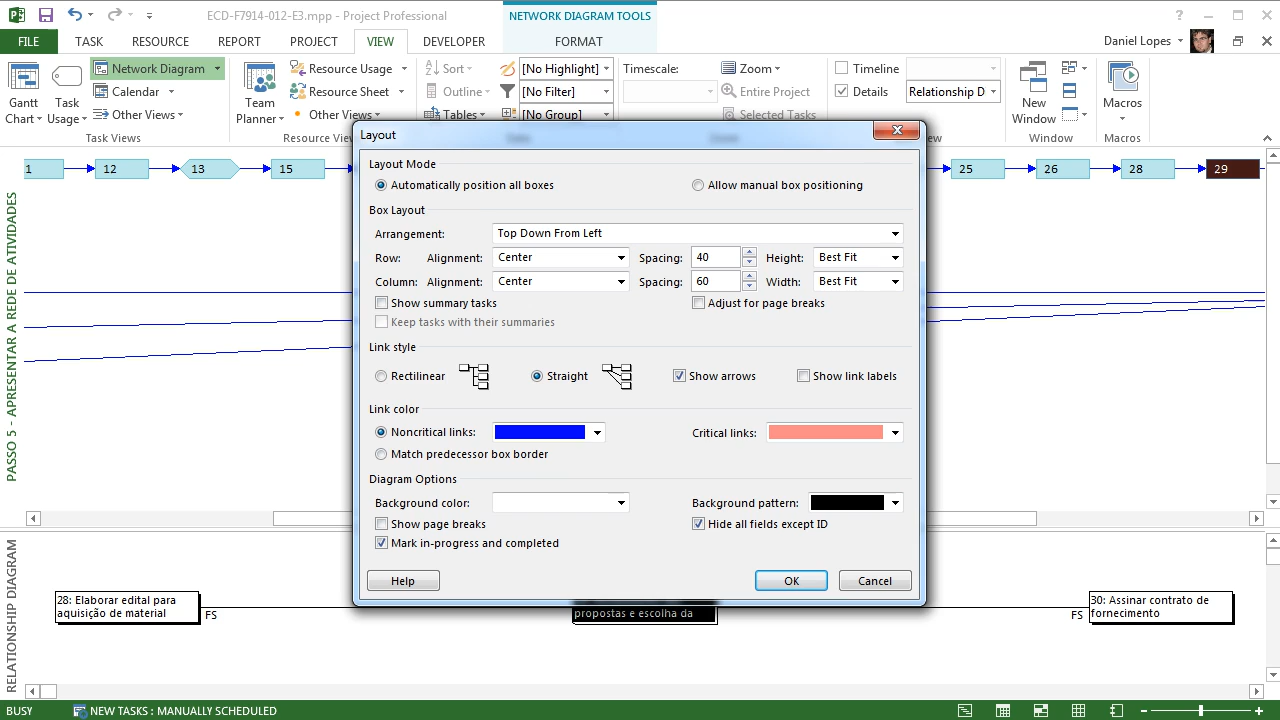 ECD-F7914-012-E3.mpp - Project Professional
NETWORK DIAGRAM TOOLS
?
FILE TASK RESOURCE REPORT PROJECT VIEW DEVELOPER FORMAT
Daniel Lopes
Network Diagram
Calendar
Other Views
Gantt Chart
Task Usage
Task Views
Team Planner
Resource Usage
Resource Sheet
Other Views
Resource View
Sort
Outline
Tables
[No Highlight]
[No Filter]
[No Group]
Timescale:
Zoom
Entire Project
Selected Tasks
Timeline
Details
Relationship D
New Window
Window
Macros
Macros
1 12 13 15 25 26 28 29
PASSO 5 - APRESENTAR A REDE DE ATIVIDADES
Layout
Layout Mode
Automatically position all boxes
Allow manual box positioning
Box Layout
Arrangement: Top Down From Left
Row: Alignment: Center Spacing: 40 Height: Best Fit
Column: Alignment: Center Spacing: 60 Width: Best Fit
Show summary tasks
Adjust for page breaks
Keep tasks with their summaries
Link style
Rectilinear Straight Show arrows Show link labels
Link color
Noncritical links: Critical links:
Match predecessor box border
Diagram Options
Background color: Background pattern:
Show page breaks Hide all fields except ID
Mark in-progress and completed
Help OK Cancel
RELATIONSHIP DIAGRAM
28: Elaborar edital para
aquisição de material
FS
propostas e escolha da
FS
30: Assinar contrato de
fornecimento
BUSY NEW TASKS : MANUALLY SCHEDULED